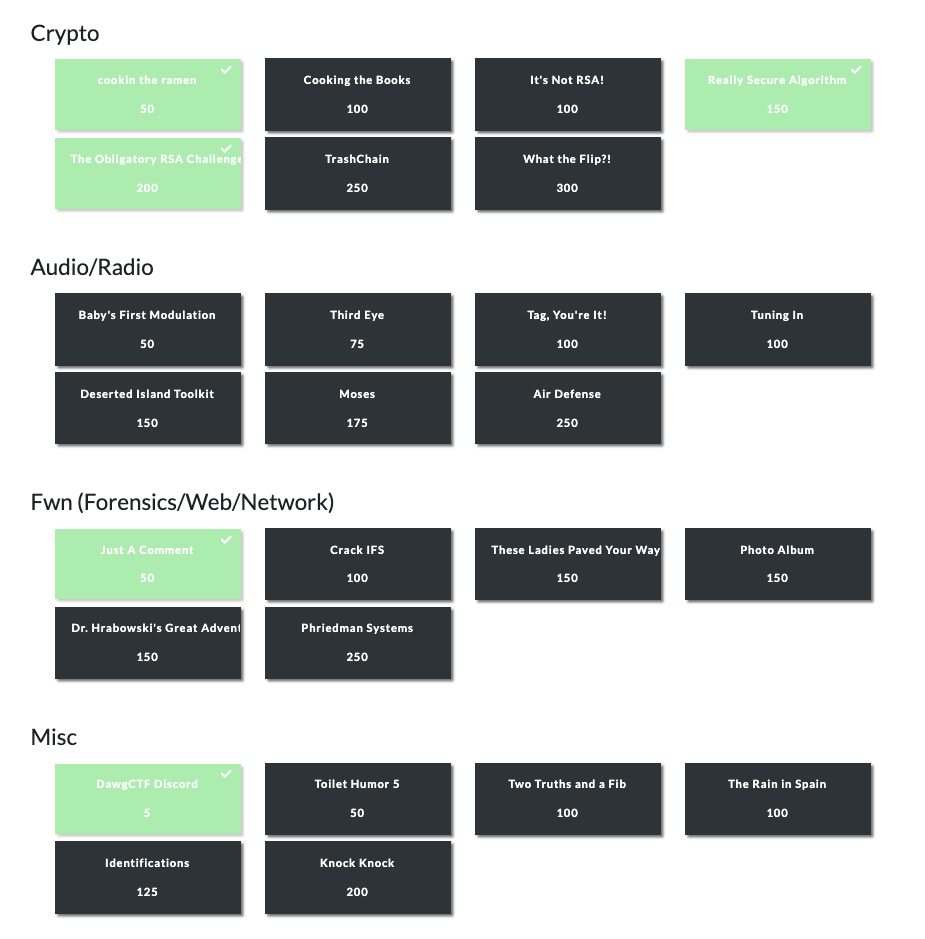 Crypto
cookin the ramen
50
Cooking the Books
100
It's Not RSA!
100
Really Secure Algorithm
150
The Obligatory RSA Challenge
200
TrashChain
250
What the Flip?!
300
Audio/Radio
Baby's First Modulation
50
Third Eye
75
Tag, You're It!
100
Tuning In
100
Deserted Island Toolkit
150
Moses
175
Air Defense
250
Fwn (Forensics/Web/Network)
Just A Comment
50
Crack IFS
100
These Ladies Paved Your Way
150
Photo Album
150
Dr. Hrabowski's Great Advent
150
Phriedman Systems
250
Misc
DawgCTF Discord
5
Toilet Humor 5
50
Two Truths and a Fib
100
The Rain in Spain
100
Identifications
125
Knock Knock
200